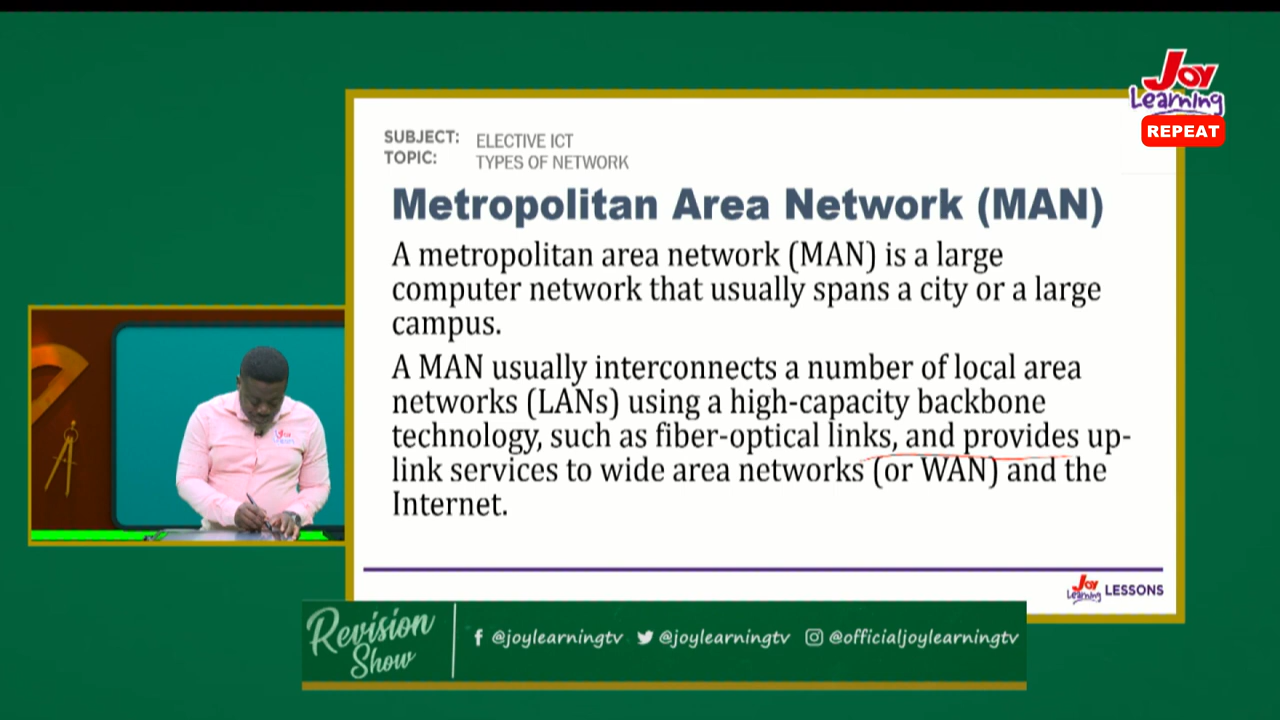 Joy
Learning
REPEAT
SUBJECT: ELECTIVE ICT
TOPIC: TYPES OF NETWORK
Metropolitan Area Network (MAN)
A metropolitan area network (MAN) is a large
computer network that usually spans a city or a large
campus.
A MAN usually interconnects a number of local area
networks (LANs) using a high-capacity backbone
technology, such as fiber-optical links, and provides up-
link services to wide area networks (or WAN) and the
Internet.
Joy
Learning LESSONS
Revision
Show
@joylearningtv @joylearningtv @officialjoylearningtv